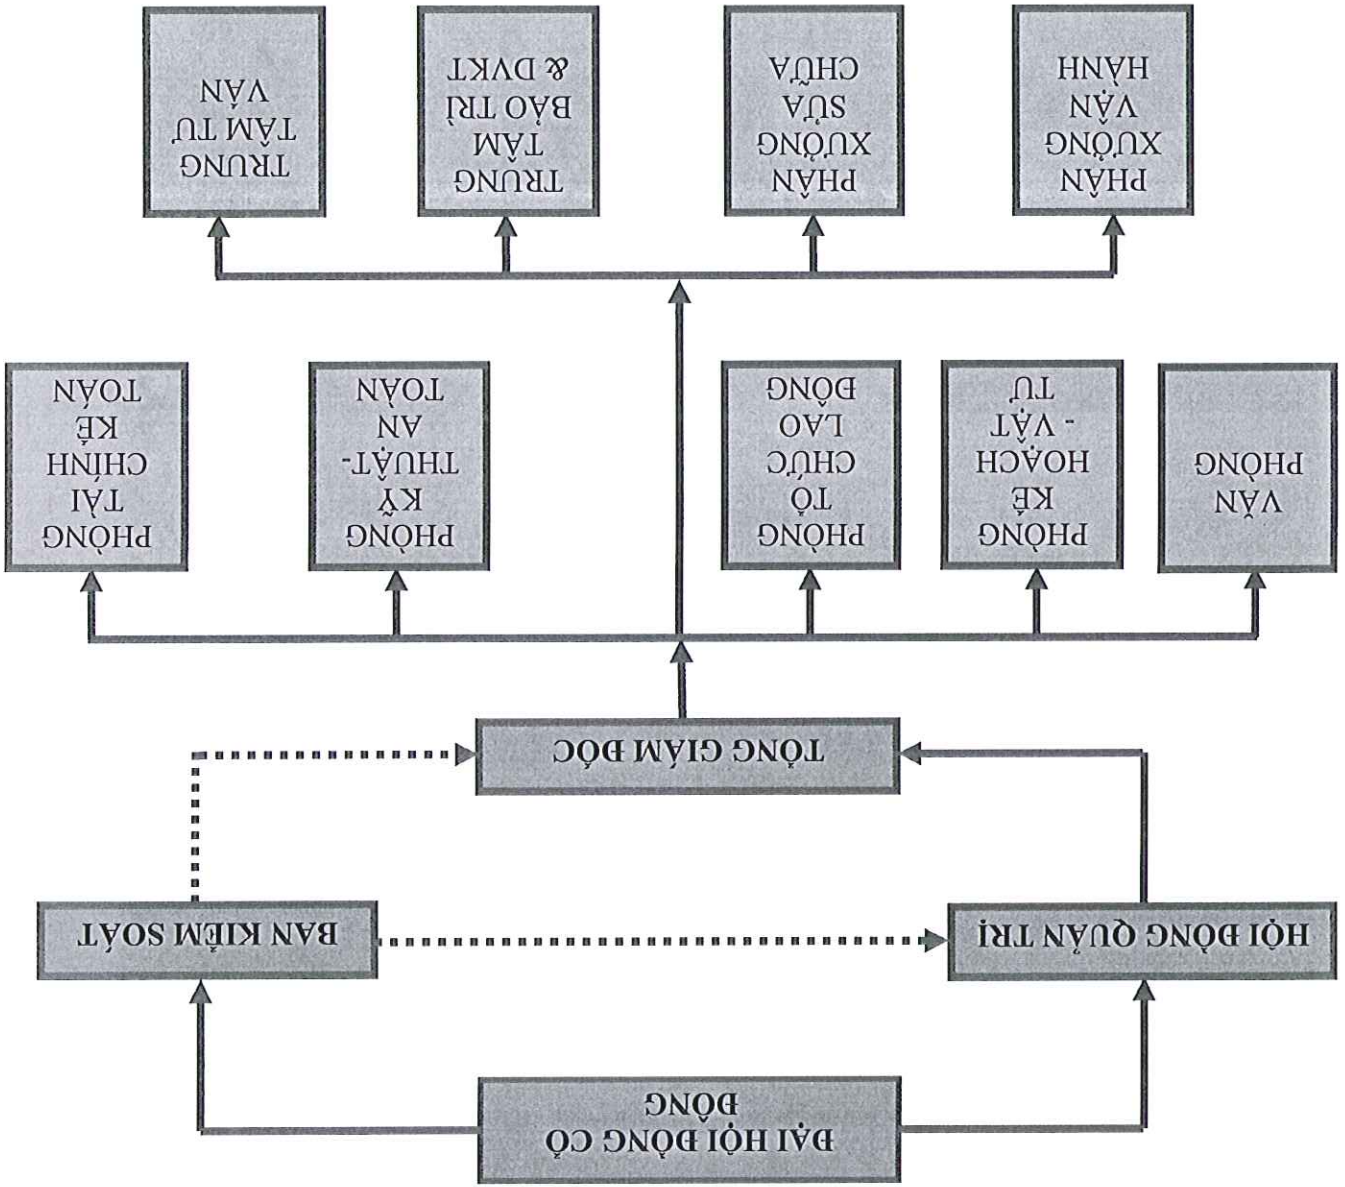 ĐẠI HỘI ĐỒNG CỔ
ĐÔNG
HỘI ĐỒNG QUẢN TRỊ
BAN KIỂM SOÁT
TỔNG GIÁM ĐỐC
VĂN
PHÒNG
PHÒNG
KẾ
HOẠCH
- VẬT
TƯ
PHÒNG
TỔ
CHỨC
LAO
ĐỘNG
PHÒNG
KỸ
THUẬT-
AN
TOÀN
PHÒNG
TÀI
CHÍNH
KẾ
TOÁN
PHÂN
XƯỞNG
VẬN
HÀNH
PHÂN
XƯỞNG
SỬA
CHỮA
TRUNG
TÂM
BẢO TRÌ
& DVKT
TRUNG
TÂM TƯ
VẤN